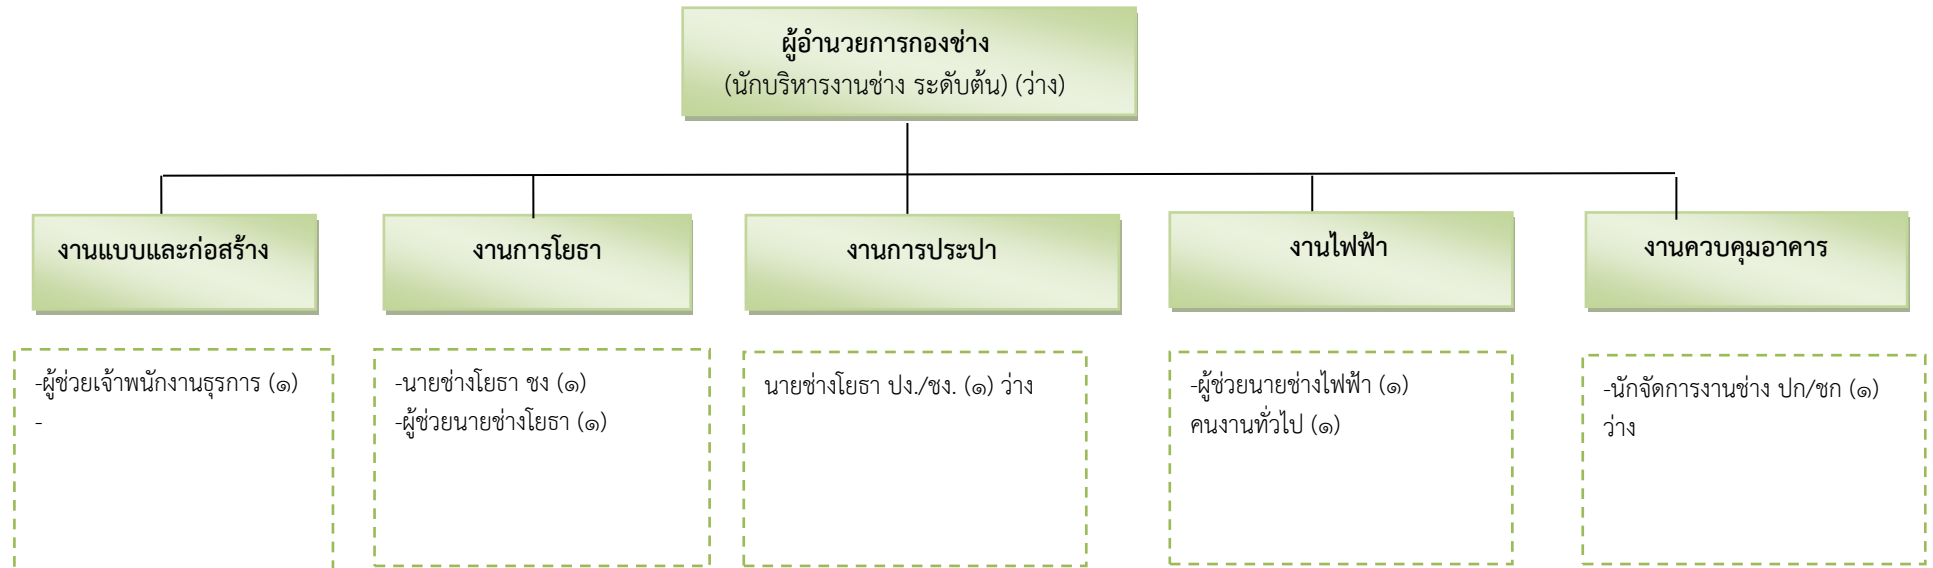 ผู้อำนวยการกองช่าง
(นักบริหารงานช่าง ระดับต้น) (ว่าง)
งานแบบและก่อสร้าง
งานการโยธา
งานการประปา
งานไฟฟ้า
งานควบคุมอาคาร
-ผู้ช่วยเจ้าพนักงานธุรการ (๑)
-
-นายช่างโยธา ชง (๑)
-ผู้ช่วยนายช่างโยธา (๑)
นายช่างโยธา ปง./ชง. (๑) ว่าง
-ผู้ช่วยนายช่างไฟฟ้า (๑)
คนงานทั่วไป (๑)
-นักจัดการงานช่าง ปก/ชก (๑)
ว่าง